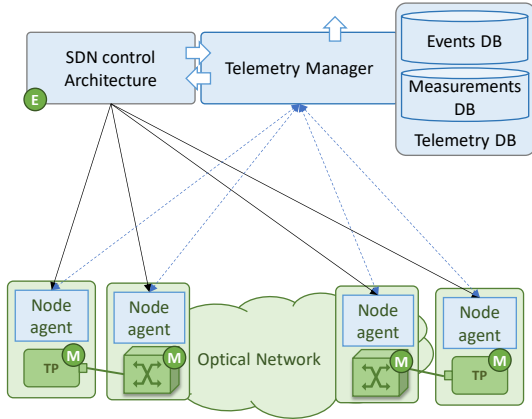 SDN control
Architecture
E
Telemetry Manager
Events DB
Measurements
DB
Telemetry DB
Node
agent
TP
M
Node
agent
M
Optical Network
Node
agent
M
Node
agent
TP
M